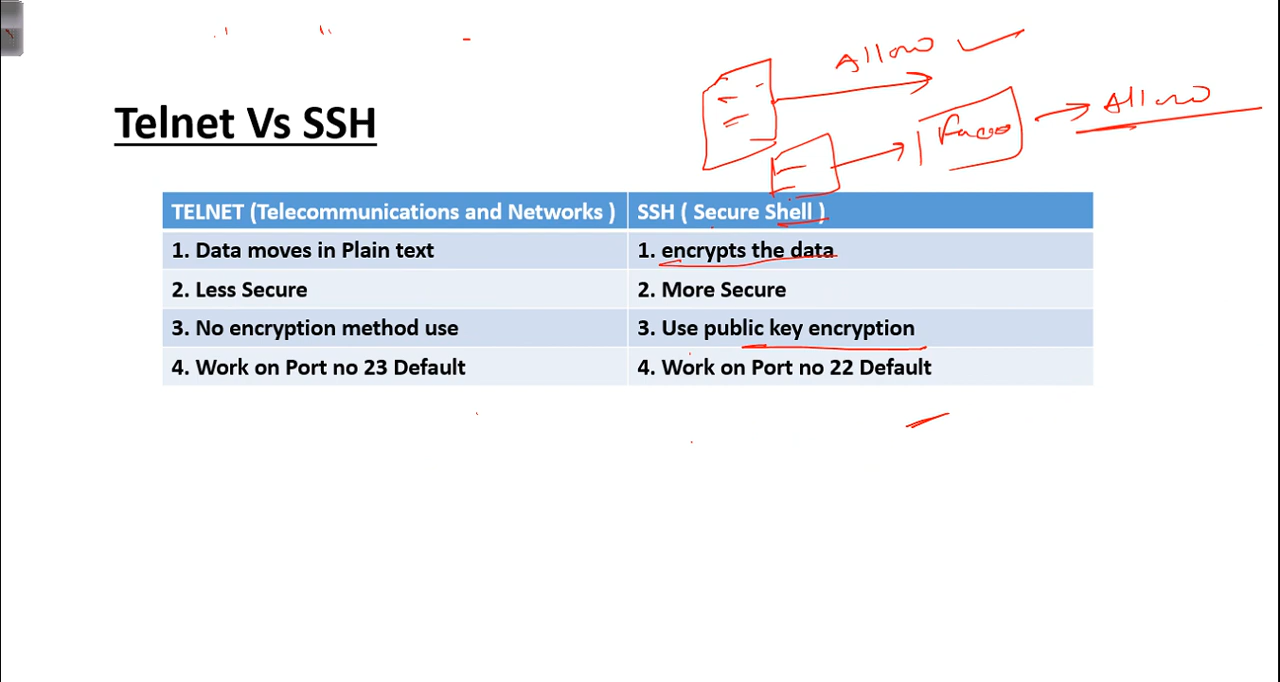 Allow
Allow
Telnet Vs SSH
TELNET (Telecommunications and Networks )
SSH ( Secure Shell )
1. Data moves in Plain text
1. encrypts the data
2. Less Secure
2. More Secure
3. No encryption method use
3. Use public key encryption
4. Work on Port no 23 Default
4. Work on Port no 22 Default